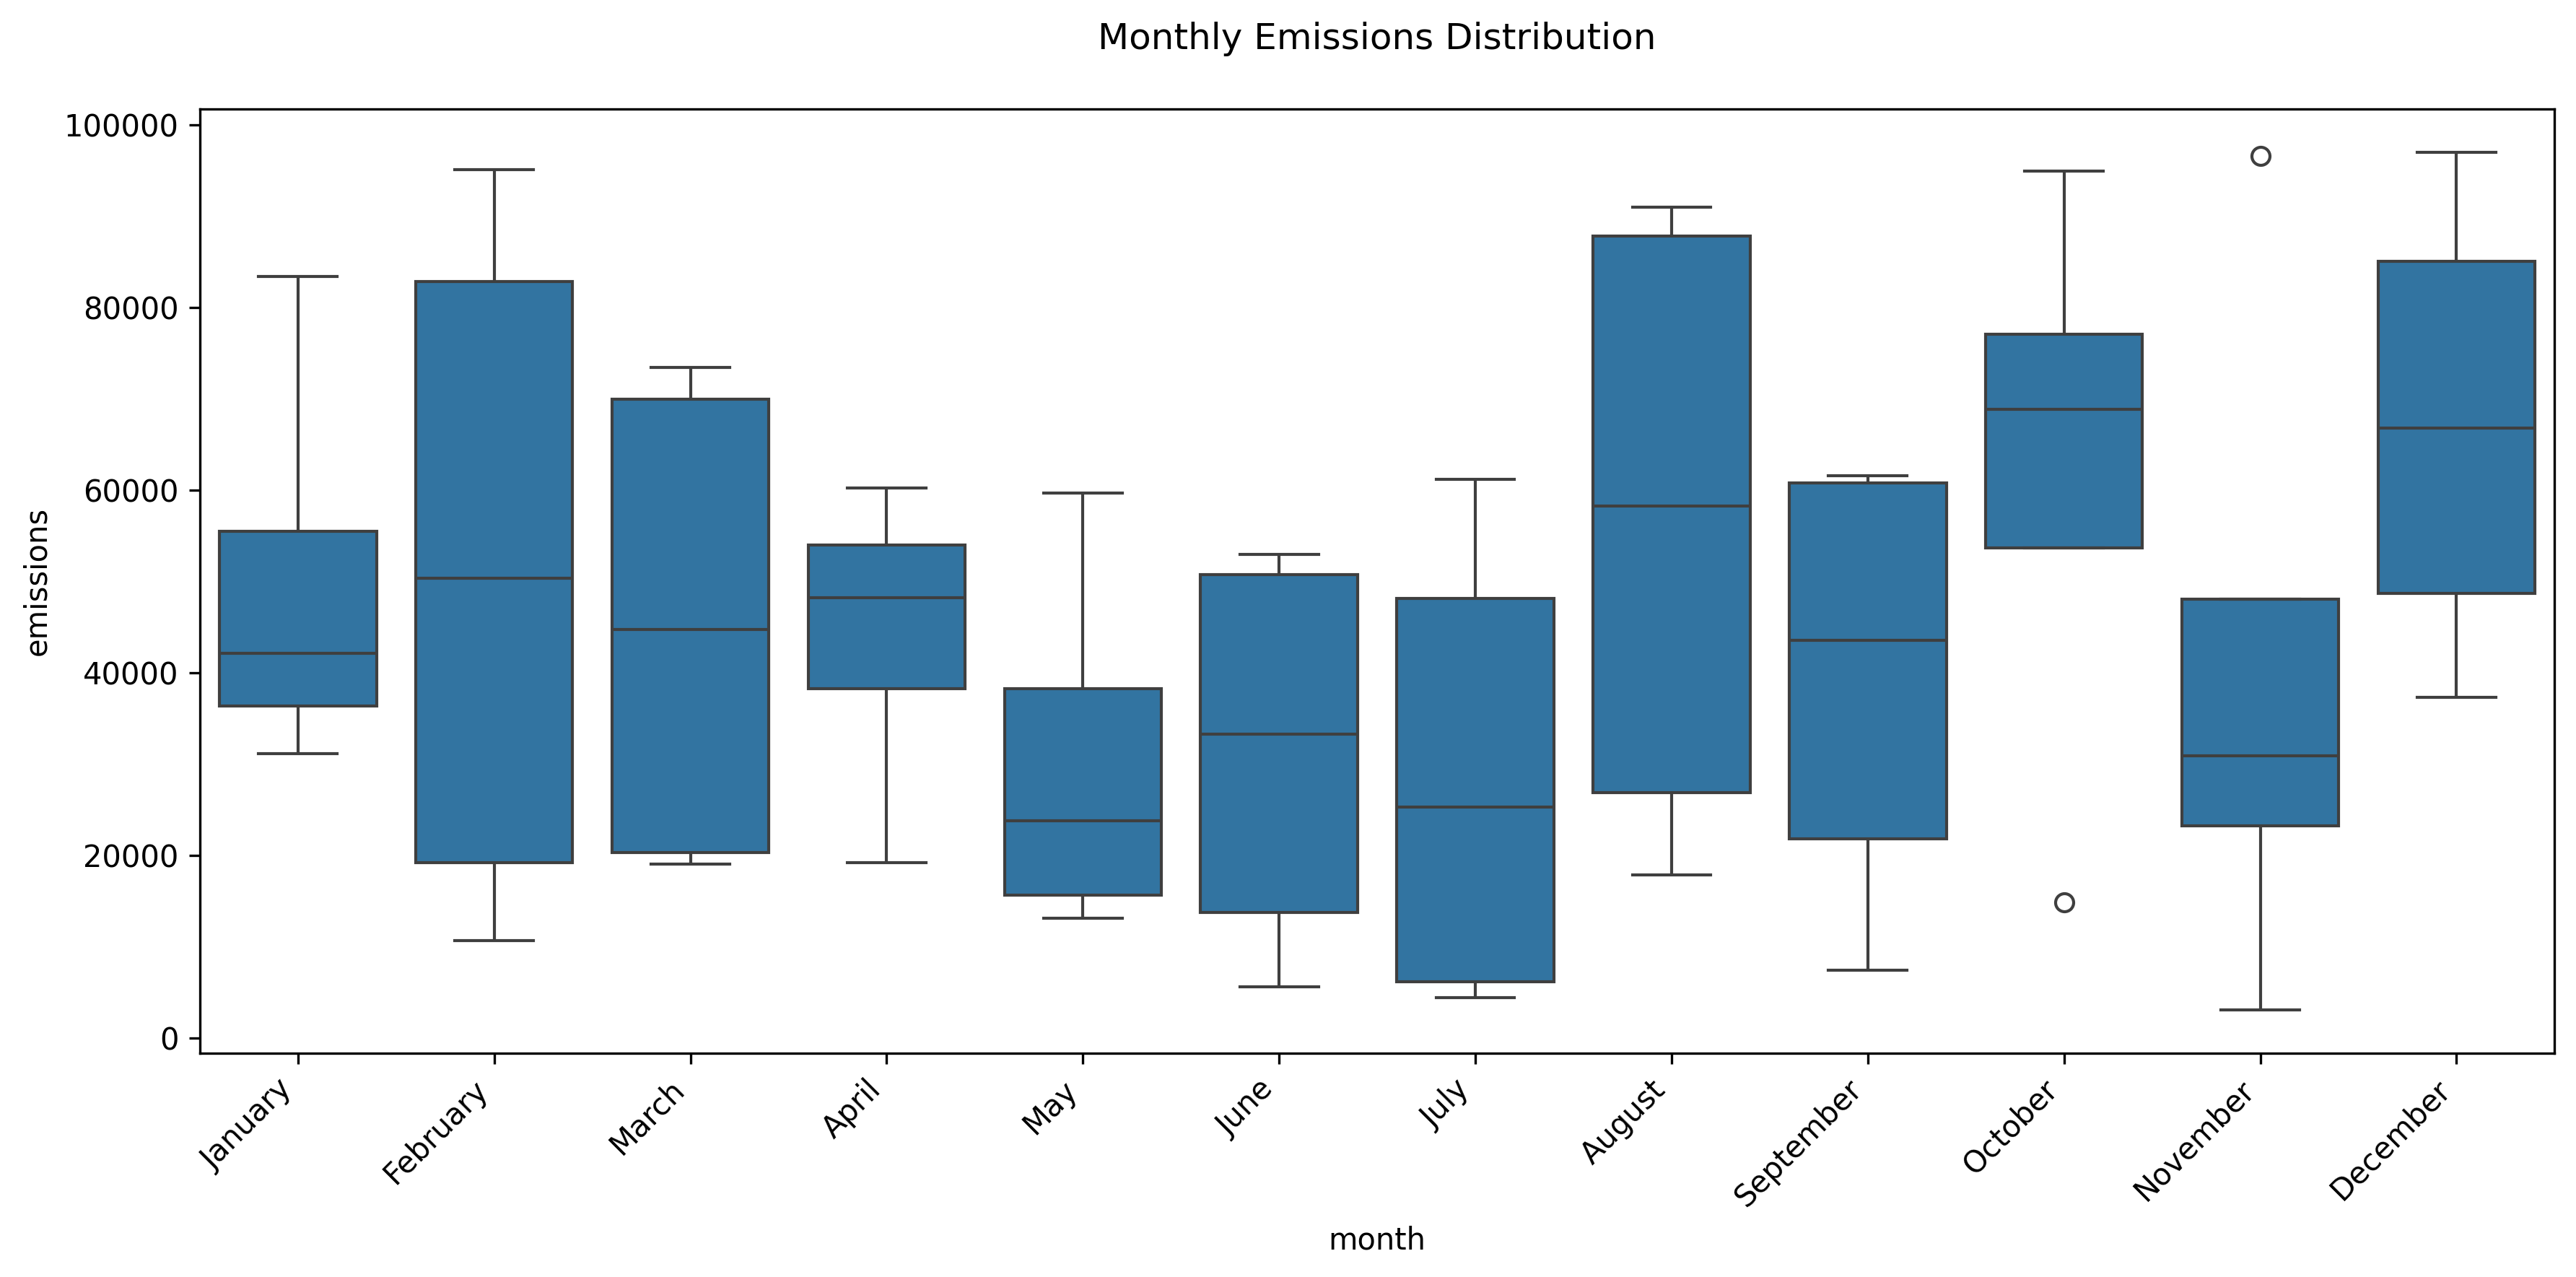 Monthly Emissions Distribution
100000
80000
60000
40000
20000
0
emissions
January
February
March
April
May
June
July
August
September
October
November
December
month